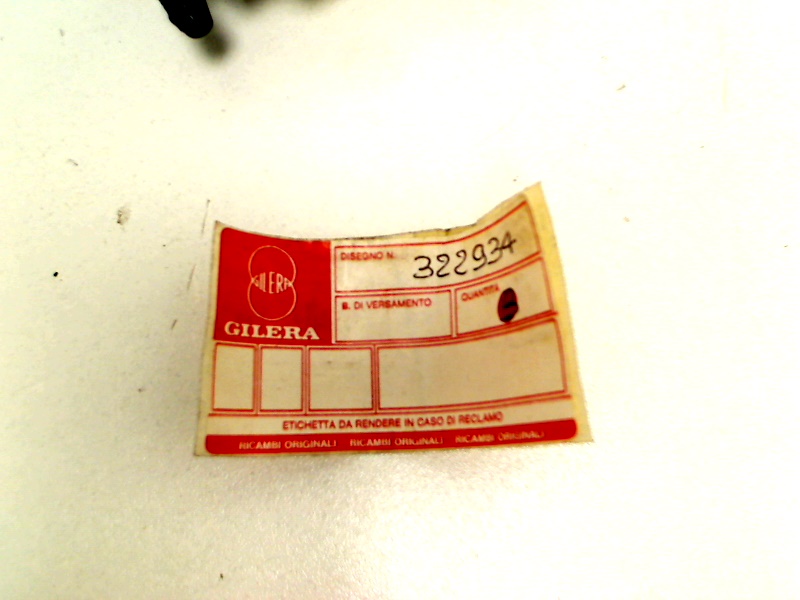 DISEGNO N. 322934
GILERA
B. DI VERSAMENTO
QUANTITÀ
GILERA
ETICHETTA DA RENDERE IN CASO DI RECLAMO
RICAMBI ORIGINALI RICAMBI ORIGINALI RICAMBI ORIGINALI